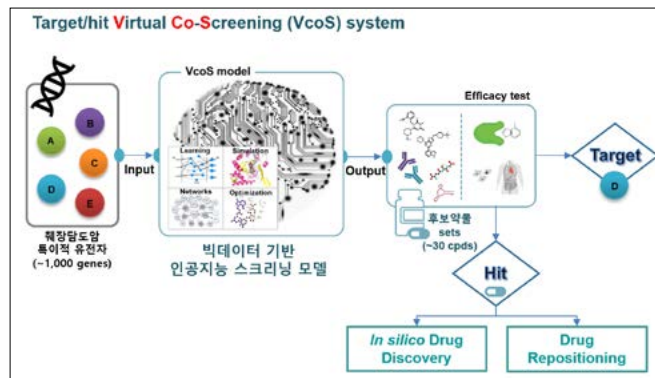 Target/hit Virtual Co-Screening (VcoS) system
VcoS model
Efficacy test
B
A
C
D
E
Input
Learning
Simulation
Networks
Optimization
Output
Target
D
췌장담도암
특이적 유전자
(~1,000 genes)
빅데이터 기반
인공지능 스크리닝 모델
후보약물
sets
(~30 cpds)
Hit
In silico Drug
Discovery
Drug
Repositioning